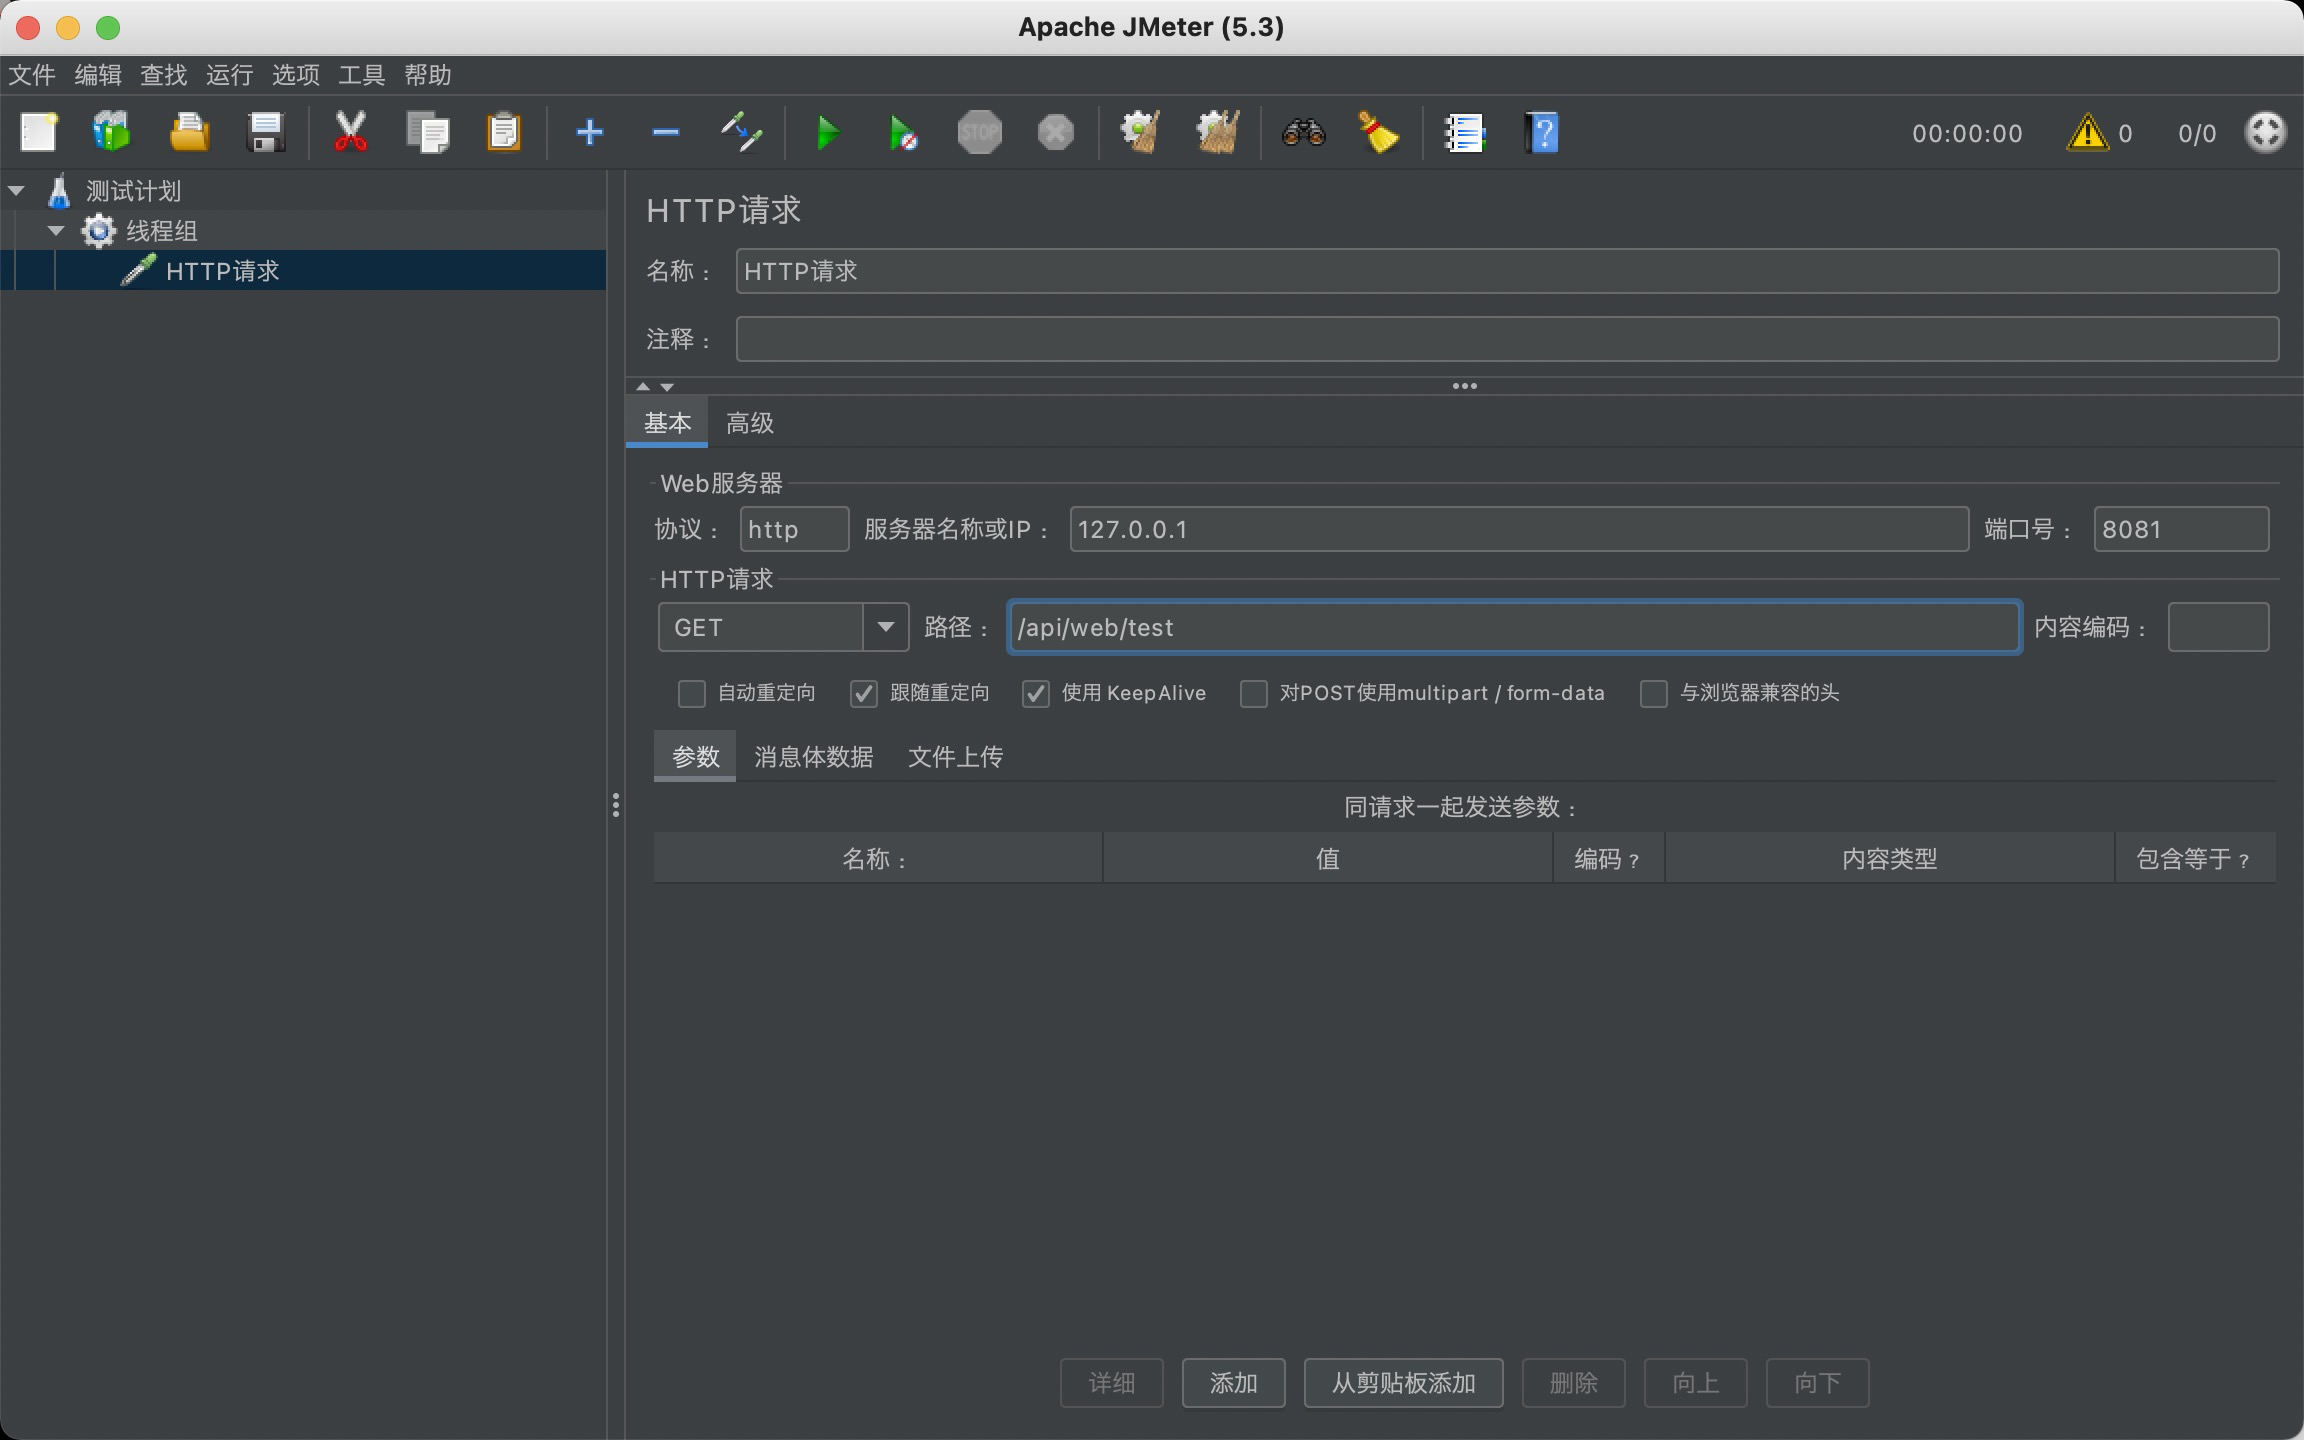 Apache JMeter (5.3)
文件 编辑 查找 运行 选项 工具 帮助
STOP 00:00:00 0 0/0
测试计划
线程组
HTTP请求
HTTP请求
名称： HTTP请求
注释：
基本 高级
Web服务器
协议： http 服务器名称或IP： 127.0.0.1 端口号： 8081
HTTP请求
GET 路径： /api/web/test 内容编码：
自动重定向 跟随重定向 使用 KeepAlive 对POST使用multipart / form-data 与浏览器兼容的头
参数 消息体数据 文件上传
同请求一起发送参数：
名称： 值 编码？ 内容类型 包含等于？
详细 添加 从剪贴板添加 删除 向上 向下